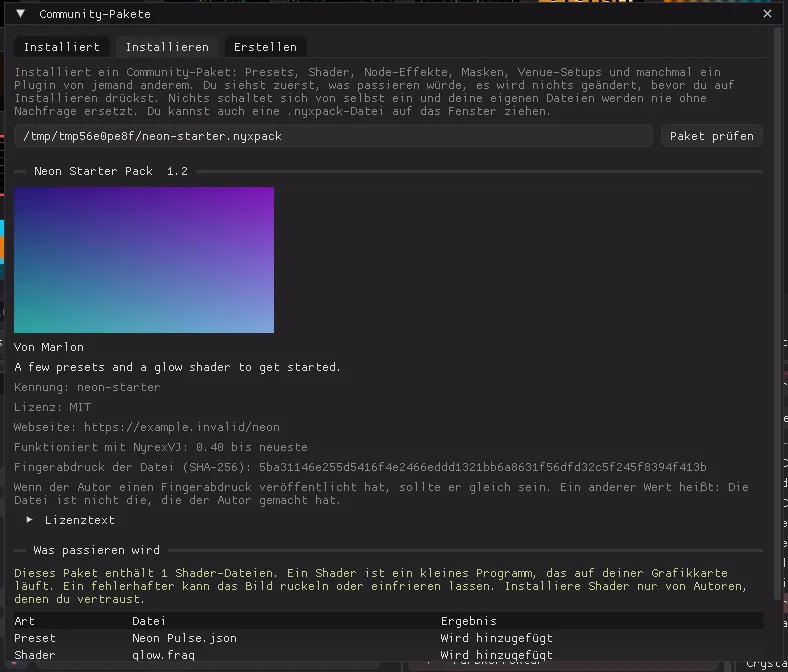 ▼ Community-Pakete ✕
Installiert Installieren Erstellen
Installiert ein Community-Paket: Presets, Shader, Node-Effekte, Masken, Venue-Setups und manchmal ein
Plugin von jemand anderem. Du siehst zuerst, was passieren würde, es wird nichts geändert, bevor du auf
Installieren drückst. Nichts schaltet sich von selbst ein und deine eigenen Dateien werden nie ohne
Nachfrage ersetzt. Du kannst auch eine .nyxpack-Datei auf das Fenster ziehen.
/tmp/tmp56e0pe8f/neon-starter.nyxpack Paket prüfen
Neon Starter Pack 1.2
Von Marlon
A few presets and a glow shader to get started.
Kennung: neon-starter
Lizenz: MIT
Webseite: https://example.invalid/neon
Funktioniert mit NyrexVJ: 0.40 bis neueste
Fingerabdruck der Datei (SHA-256): 5ba31146e255d5416f4e2466eddd1321bb6a8631f56dfd32c5f245f8394f413b
Wenn der Autor einen Fingerabdruck veröffentlicht hat, sollte er gleich sein. Ein anderer Wert heißt: Die
Datei ist nicht die, die der Autor gemacht hat.
Lizenztext
Was passieren wird
Dieses Paket enthält 1 Shader-Dateien. Ein Shader ist ein kleines Programm, das auf deiner Grafikkarte
läuft. Ein fehlerhafter kann das Bild ruckeln oder einfrieren lassen. Installiere Shader nur von Autoren,
denen du vertraust.
Art Datei Ergebnis
Preset Neon Pulse.json Wird hinzugefügt
Shader glow.frag Wird hinzugefügt